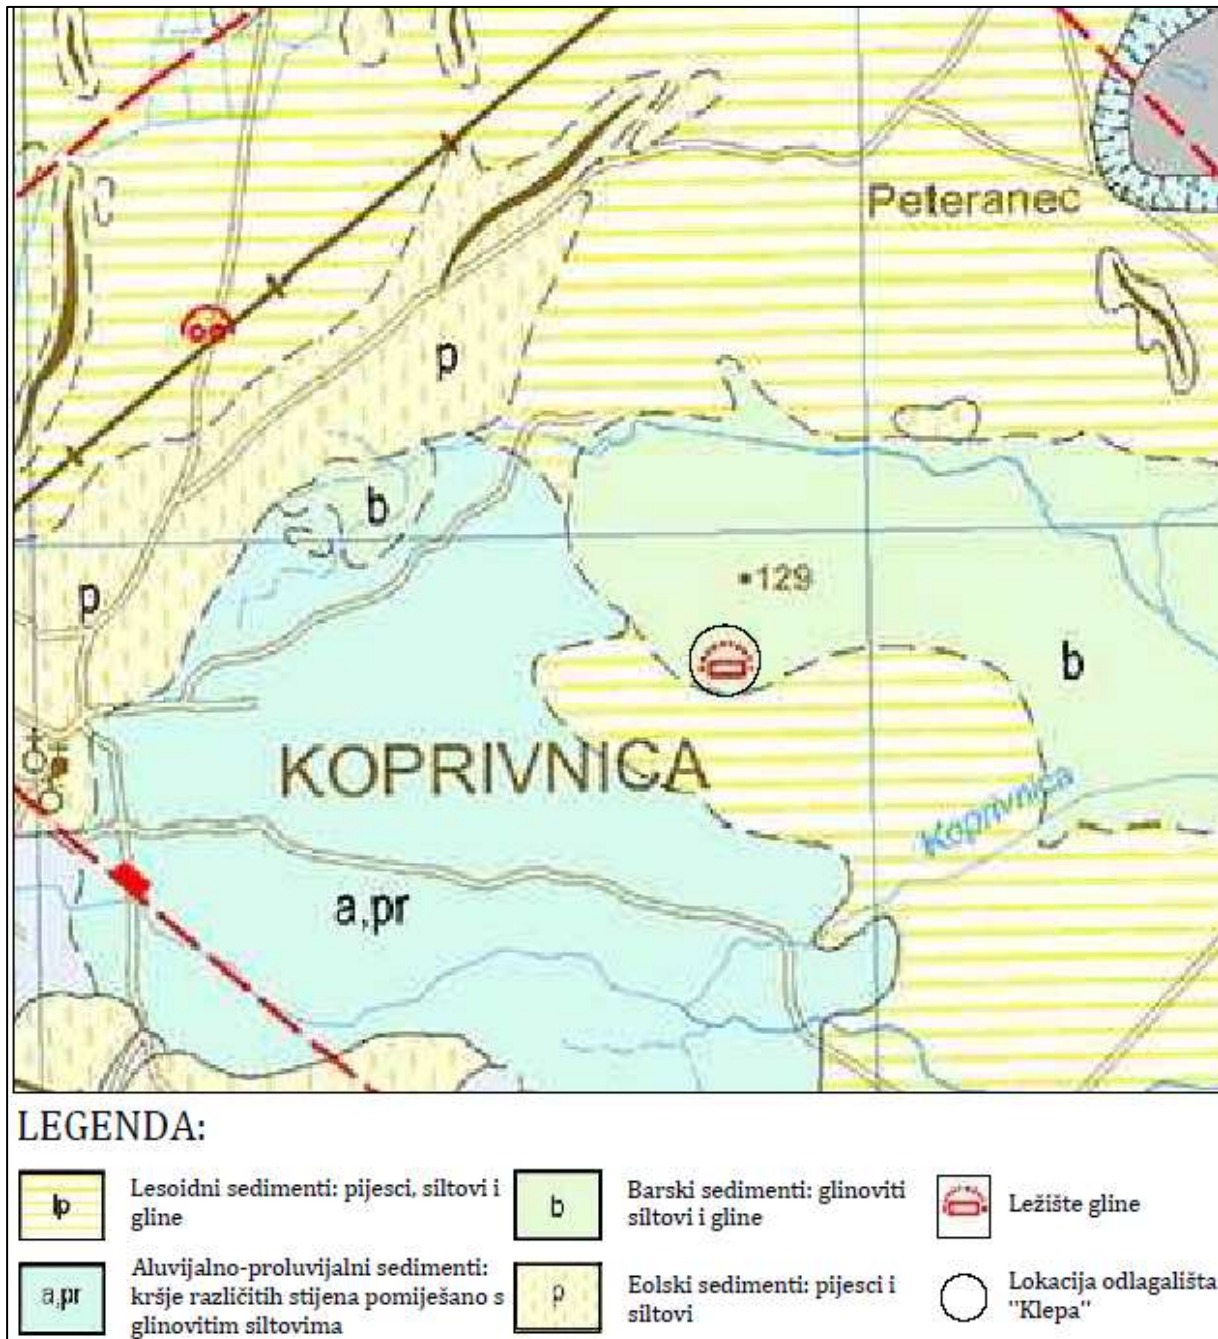 Peteranec
p
b
p
129
b
KOPRIVNICA
Koprivnica
a,pr
LEGENDA:
lp
Lesoidni sedimenti: pijesci, siltovi i
gline
b
Barski sedimenti: glinoviti
siltovi i gline
Ležište gline
a,pr
Aluvijalno-proluvijalni sedimenti:
kršje različitih stijena pomiješano s
glinovitim siltovima
p
Eolski sedimenti: pijesci i
siltovi
Lokacija odlagališta
"Klepa"